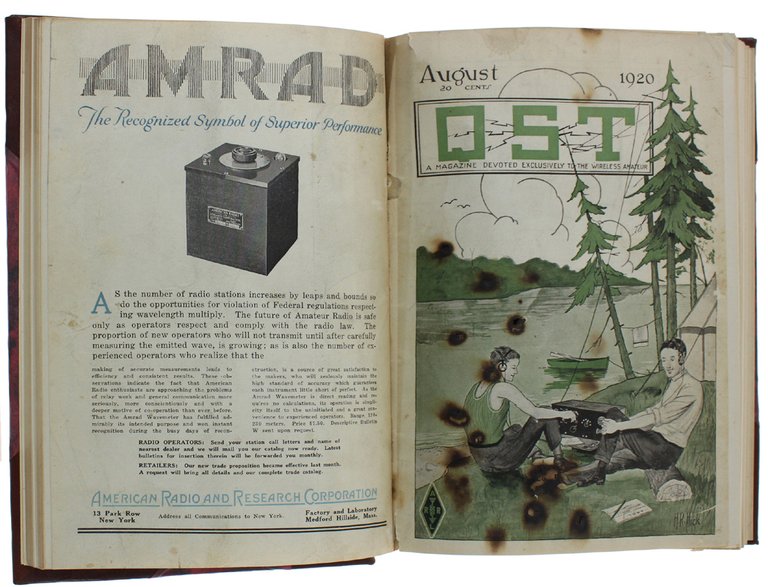 AMRAD
The Recognized Symbol of Superior Performance
AS the number of radio stations increases by leaps and bounds so
do the opportunities for violation of Federal regulations respect-
ing wavelength multiply. The future of Amateur Radio is safe
only as operators respect and comply with the radio law. The
proportion of new operators who will not transmit until after carefully
measuring the emitted wave, is growing; as is also the number of ex-
perienced operators who realize that the
making of accurate measurements leads to
efficiency and consistent results. These ob-
servations indicate the fact that American
Radio enthusiasts are approaching the problems
of relay work and general communication more
seriously, more conscientiously and with a
deeper motive of co-operation than ever before.
That the Amrad Wavemeter has fulfilled ad-
mirably its intended purpose and won instant
recognition during the busy days of recon-
struction, is a source of great satisfaction to
the makers, who will zealously maintain the
high standard of accuracy which guarantees
each instrument little short of perfect. As the
Amrad Wavemeter is direct reading and re-
quires no calculations, its operation is simpli-
city itself to the uninitiated and a great con-
venience to experienced operators. Range
meters. Price Descriptive Bulletin
W sent upon request.
RADIO OPERATORS: Send your station call letters and name of
nearest dealer and we will mail you our catalog now ready. Latest
bulletins for insertion therein will be forwarded you monthly.
RETAILERS: Our new trade proposition became effective last month.
A request will bring all details and our complete trade catalog.
AMERICAN RADIO AND RESEARCH CORPORATION
13 Park Row
New York
Address all Communications to New York.
Factory and Laboratory
Medford Hillside, Mass.
August
20 CENTS
1920
QST
A MAGAZINE DEVOTED EXCLUSIVELY TO THE WIRELESS AMATEUR
A
R R
L